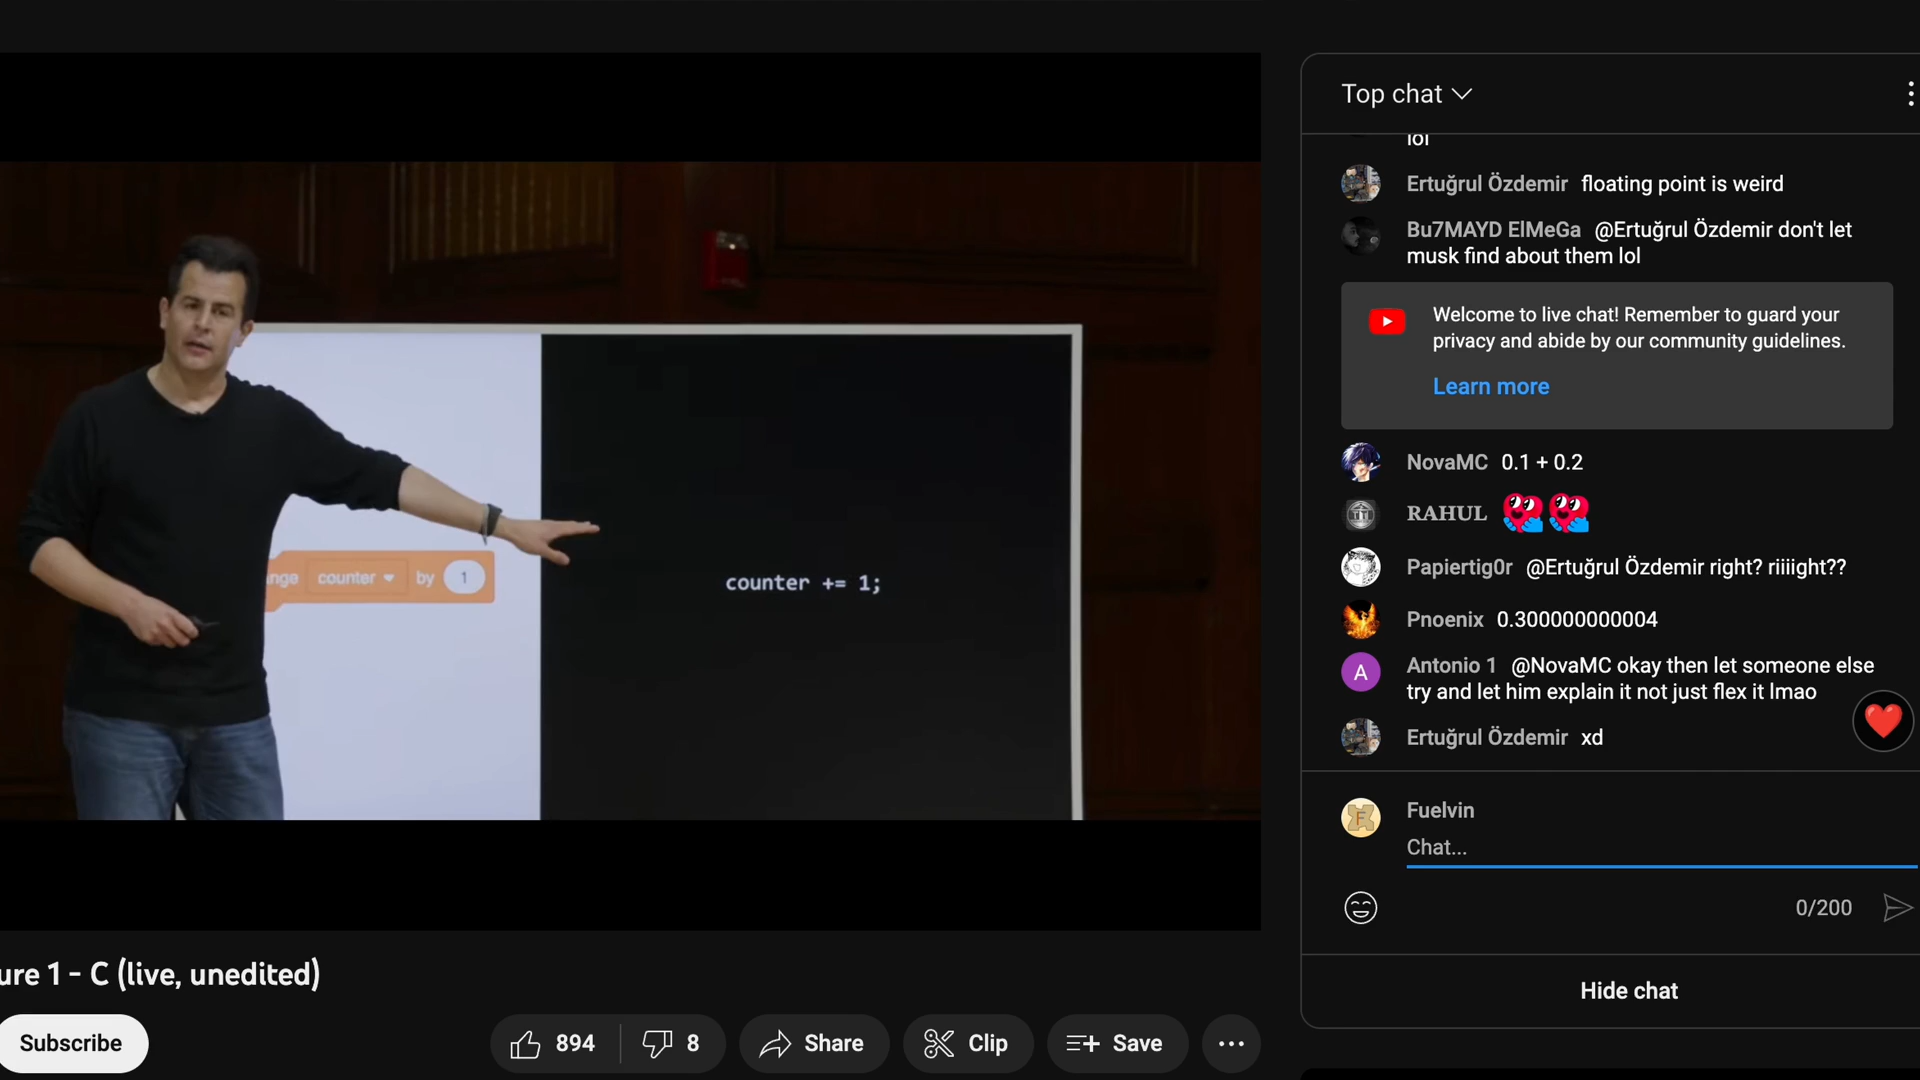 Top chat
lol
Ertuğrul Özdemir floating point is weird
Bu7MAYD ElMeGa @Ertuğrul Özdemir don't let
musk find about them lol
Welcome to live chat! Remember to guard your
privacy and abide by our community guidelines.
Learn more
NovaMC 0.1 + 0.2
RAHUL
Papiertig0r @Ertuğrul Özdemir right? riiiight??
Pnoenix 0.300000000004
Antonio 1 @NovaMC okay then let someone else
A
try and let him explain it not just flex it lmao
Ertuğrul Özdemir xd
Fuelvin
F
Chat...
0/200
Hide chat
nge counter by 1
counter += 1;
ure 1 - C (live, unedited)
Subscribe
894
8
Share
Clip
Save